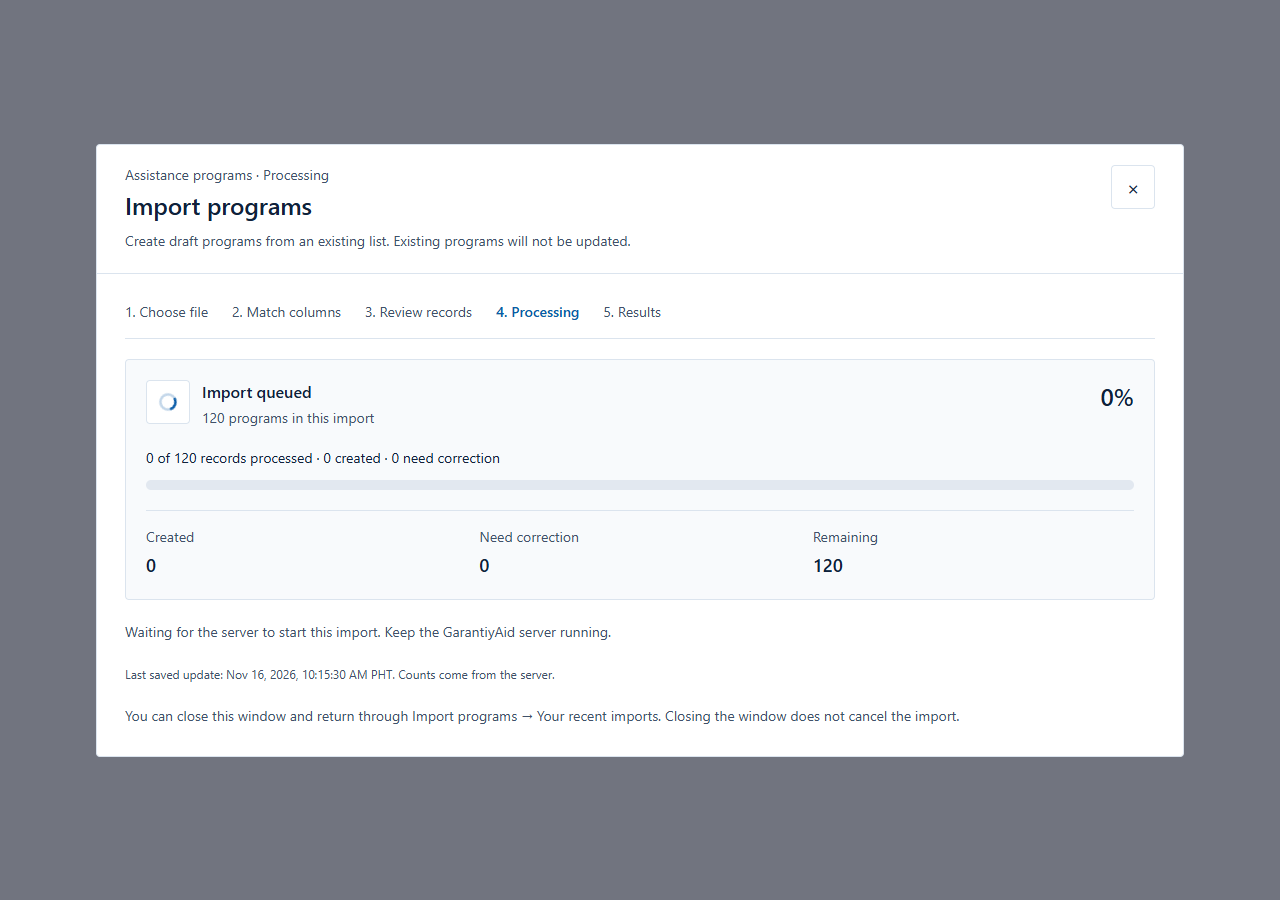 Assistance programs · Processing
Import programs
Create draft programs from an existing list. Existing programs will not be updated.
×
1. Choose file 2. Match columns 3. Review records 4. Processing 5. Results
Import queued
120 programs in this import
0%
0 of 120 records processed · 0 created · 0 need correction
Created Need correction Remaining
0 0 120
Waiting for the server to start this import. Keep the GarantiyAid server running.
Last saved update: Nov 16, 2026, 10:15:30 AM PHT. Counts come from the server.
You can close this window and return through Import programs → Your recent imports. Closing the window does not cancel the import.